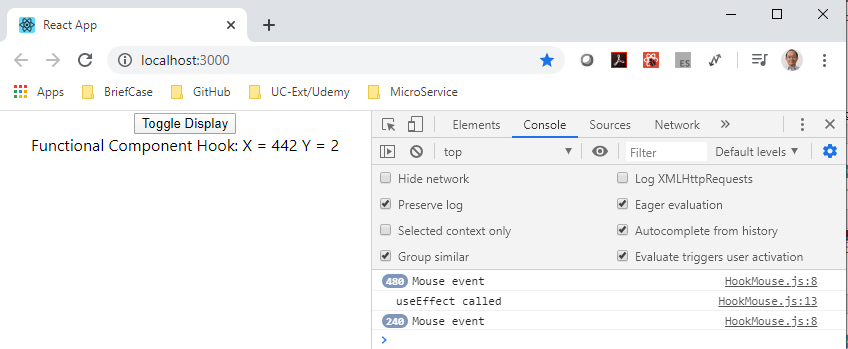 React App
localhost:3000
ES
Apps BriefCase GitHub UC-Ext/Udemy MicroService
Toggle Display
Functional Component Hook: X = 442 Y = 2
Elements Console Sources Network »
top Filter Default levels
Hide network Log XMLHttpRequests
Preserve log Eager evaluation
Selected context only Autocomplete from history
Group similar Evaluate triggers user activation
480 Mouse event HookMouse.js:8
useEffect called HookMouse.js:13
240 Mouse event HookMouse.js:8